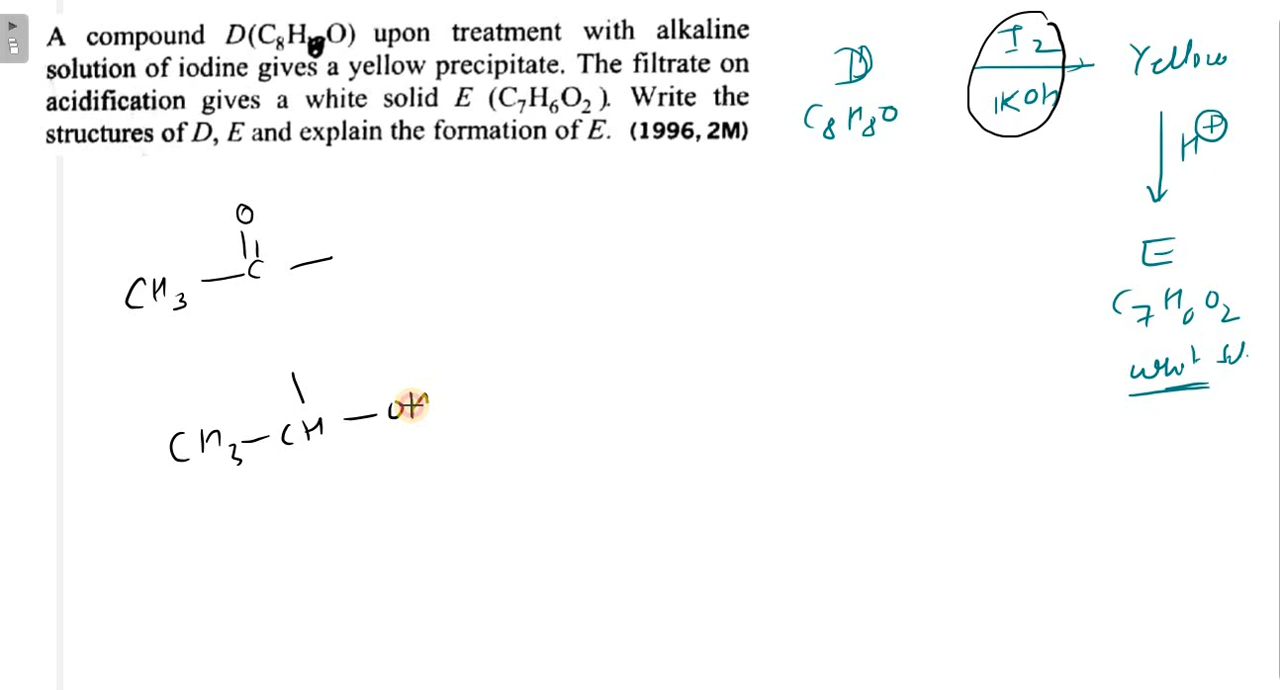 A compound D(C₈H₈O) upon treatment with alkaline
solution of iodine gives a yellow precipitate. The filtrate on
acidification gives a white solid E (C₇H₆O₂). Write the
structures of D, E and explain the formation of E. (1996, 2M)
D
C₈H₈O
I₂
KOh
Yellow
H⊕
E
C₇H₆O₂
O
||
CH₃—C—
|
CH₃—CH—OH